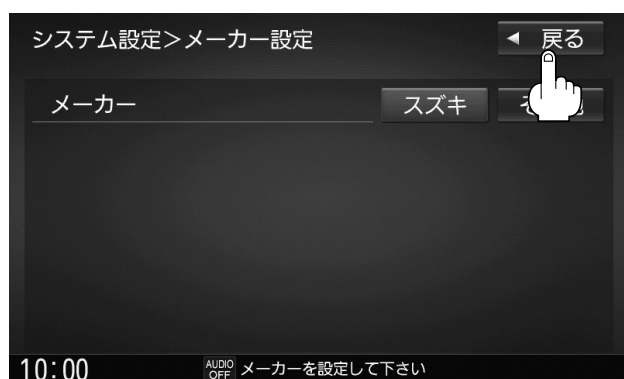 システム設定＞メーカー設定
◀ 戻る
メーカー
スズキ
10:00
AUDIO
OFF
メーカーを設定して下さい